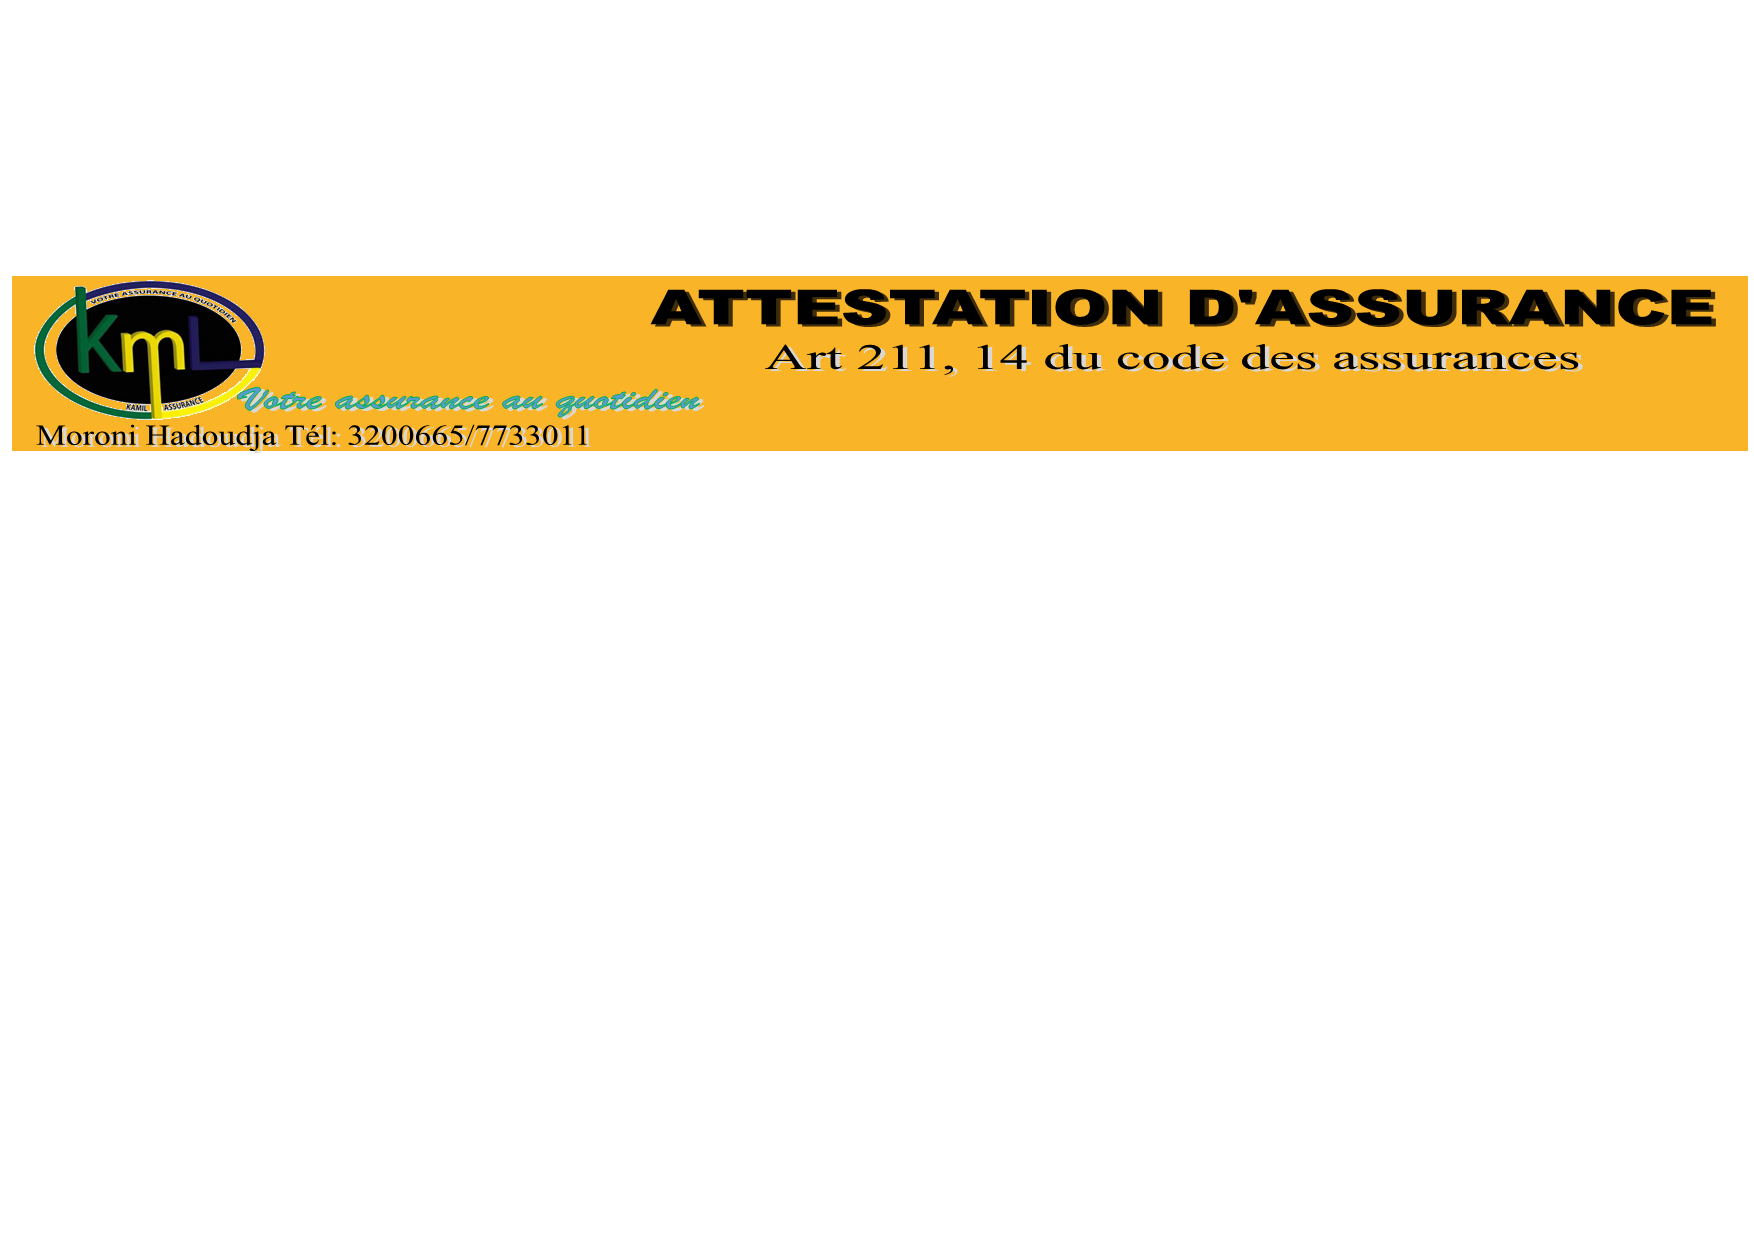 VOTRE ASSURANCE AU QUOTIDIEN
KmL
KAMIL ASSURANCE
ATTESTATION D'ASSURANCE
Art 211, 14 du code des assurances
Votre assurance au quotidien
Moroni Hadoudja Tél: 3200665/7733011